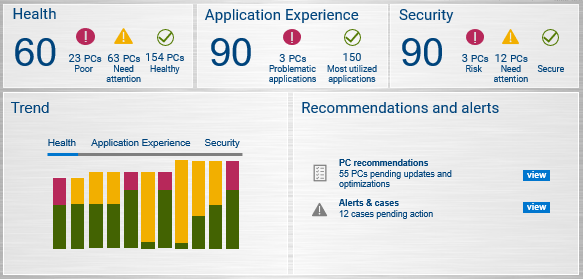 Health
60
23 PCs
Poor
63 PCs
Need
attention
154 PCs
Healthy
Application Experience
90
3 PCs
Problematic
applications
150
Most utilized
applications
Security
90
3 PCs
Risk
12 PCs
Need
attention
Secure
Trend
Health Application Experience Security
Recommendations and alerts
PC recommendations
55 PCs pending updates and
optimizations
view
Alerts & cases
12 cases pending action
view